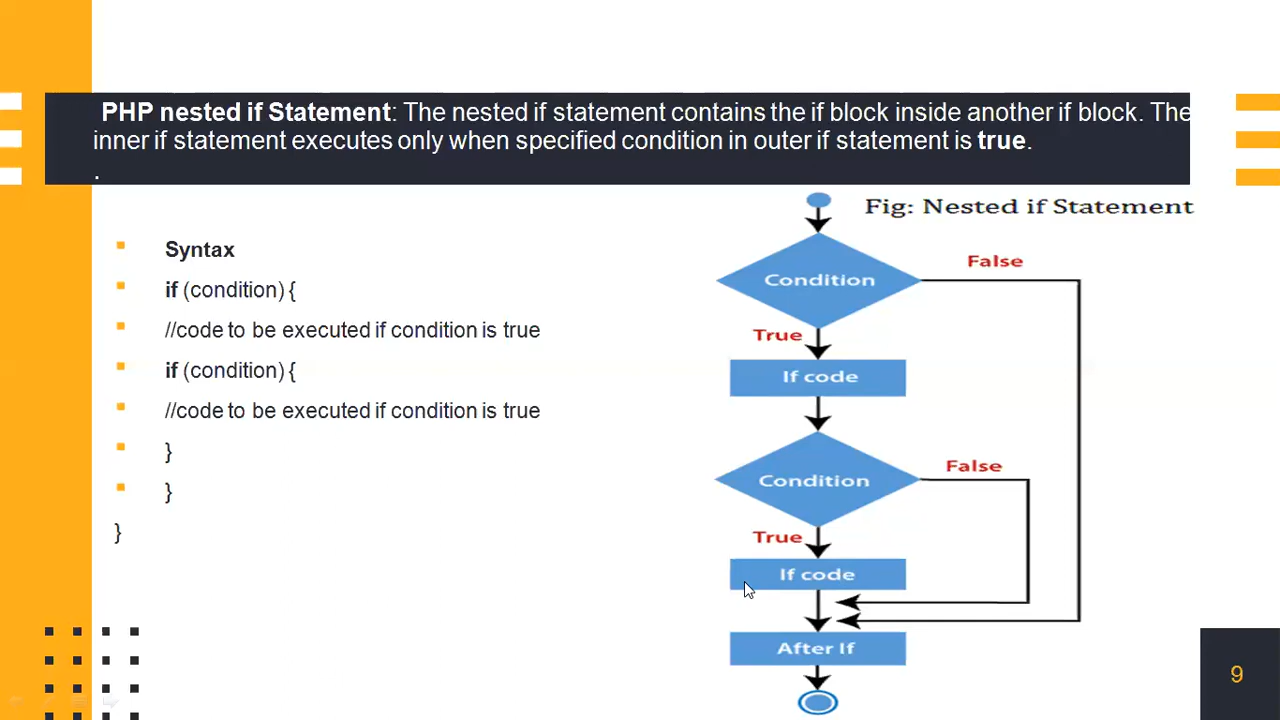 PHP nested if Statement: The nested if statement contains the if block inside another if block. The
inner if statement executes only when specified condition in outer if statement is true.
.
Fig: Nested if Statement
Syntax
if (condition) {
//code to be executed if condition is true
if (condition) {
//code to be executed if condition is true
}
}
}
Condition
False
True
If code
Condition
False
True
If code
After If
9